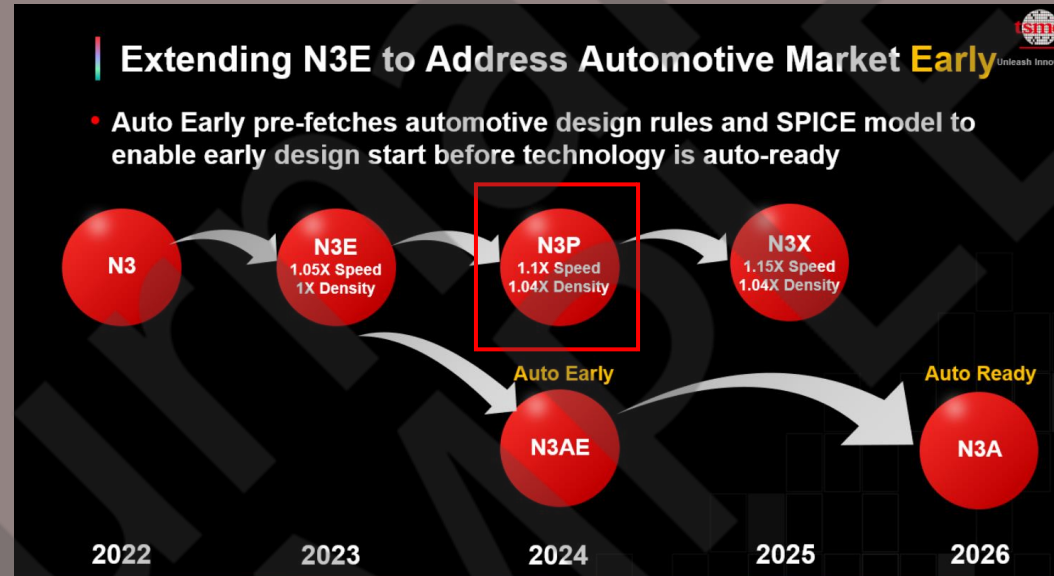 tsmc
Extending N3E to Address Automotive Market Early
Unleash Inno
• Auto Early pre-fetches automotive design rules and SPICE model to
enable early design start before technology is auto-ready
N3
N3E
1.05X Speed
1X Density
N3P
1.1X Speed
1.04X Density
N3X
1.15X Speed
1.04X Density
Auto Early
N3AE
Auto Ready
N3A
2022
2023
2024
2025
2026